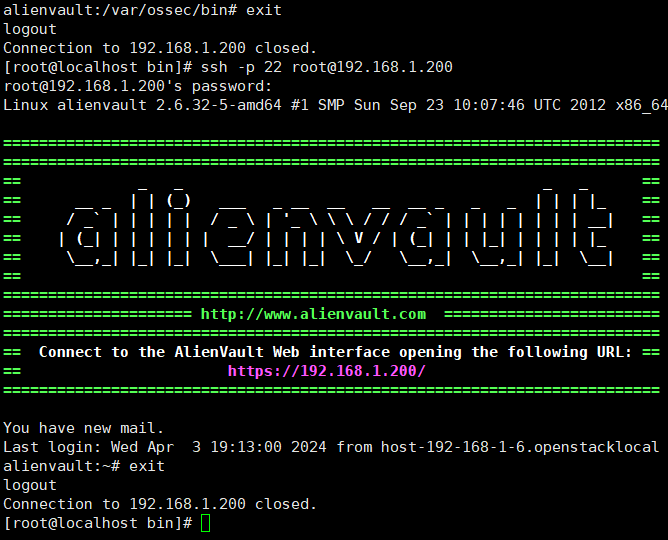 alienvault:/var/ossec/bin# exit
logout
Connection to 192.168.1.200 closed.
[root@localhost bin]# ssh -p 22 root@192.168.1.200
root@192.168.1.200's password:
Linux alienvault 2.6.32-5-amd64 #1 SMP Sun Sep 23 10:07:46 UTC 2012 x86_64
=========================================================================
=========================================================================
== alienvault ==
=========================================================================
===================== http://www.alienvault.com ========================
=========================================================================
== Connect to the AlienVault Web interface opening the following URL: ==
== https://192.168.1.200/
=========================================================================
You have new mail.
Last login: Wed Apr  3 19:13:00 2024 from host-192-168-1-6.openstacklocal
alienvault:~# exit
logout
Connection to 192.168.1.200 closed.
[root@localhost bin]#